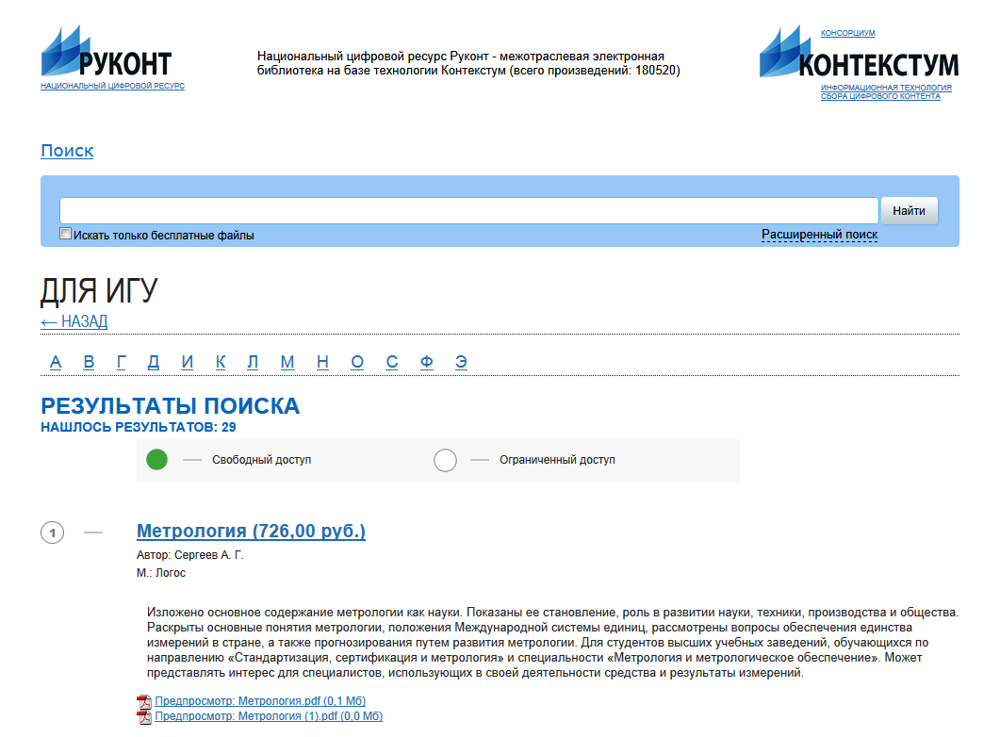 РУКОНТ
НАЦИОНАЛЬНЫЙ ЦИФРОВОЙ РЕСУРС
Национальный цифровой ресурс Руконт - межотраслевая электронная
библиотека на базе технологии Контекстум (всего произведений: 180520)
КОНСОРЦИУМ
КОНТЕКСТУМ
ИНФОРМАЦИОННАЯ ТЕХНОЛОГИЯ
СБОРА ЦИФРОВОГО КОНТЕНТА
Поиск
Найти
Искать только бесплатные файлы
Расширенный поиск
ДЛЯ ИГУ
← НАЗАД
А В Г Д И К Л М Н О С Ф Э
РЕЗУЛЬТАТЫ ПОИСКА
НАШЛОСЬ РЕЗУЛЬТАТОВ: 29
Свободный доступ
Ограниченный доступ
1
Метрология (726,00 руб.)
Автор: Сергеев А. Г.
М.: Логос
Изложено основное содержание метрологии как науки. Показаны ее становление, роль в развитии науки, техники, производства и общества.
Раскрыты основные понятия метрологии, положения Международной системы единиц, рассмотрены вопросы обеспечения единства
измерений в стране, а также прогнозирования путем развития метрологии. Для студентов высших учебных заведений, обучающихся по
направлению «Стандартизация, сертификация и метрология» и специальности «Метрология и метрологическое обеспечение». Может
представлять интерес для специалистов, использующих в своей деятельности средства и результаты измерений.
Предпросмотр: Метрология.pdf (0,1 Мб)
Предпросмотр: Метрология (1).pdf (0,0 Мб)